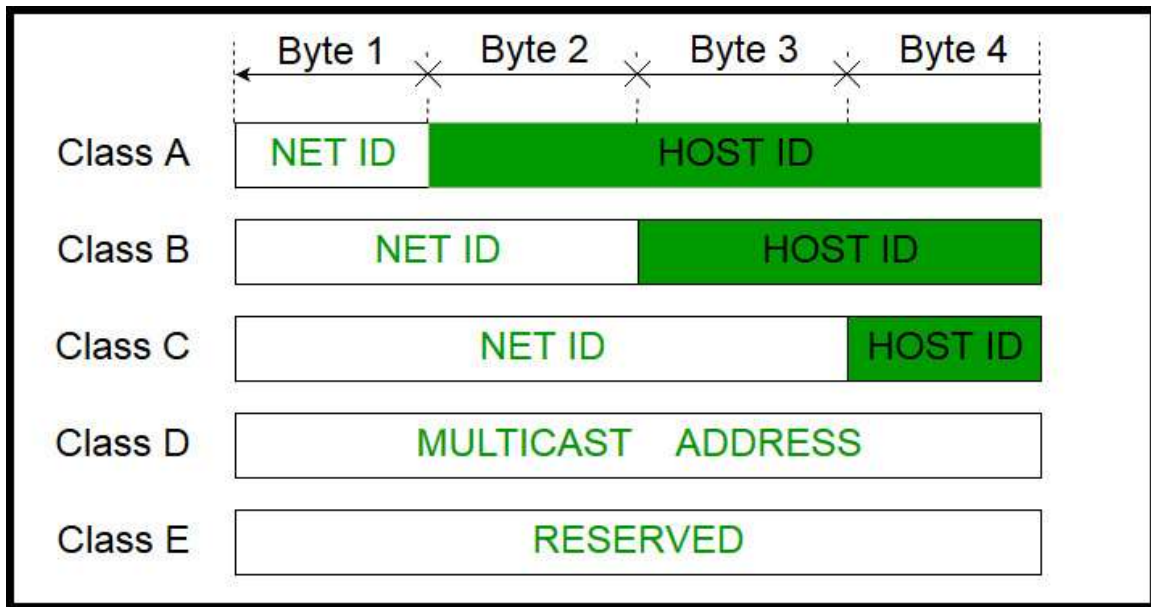 Byte 1 Byte 2 Byte 3 Byte 4
Class A NET ID HOST ID
Class B NET ID HOST ID
Class C NET ID HOST ID
Class D MULTICAST ADDRESS
Class E RESERVED